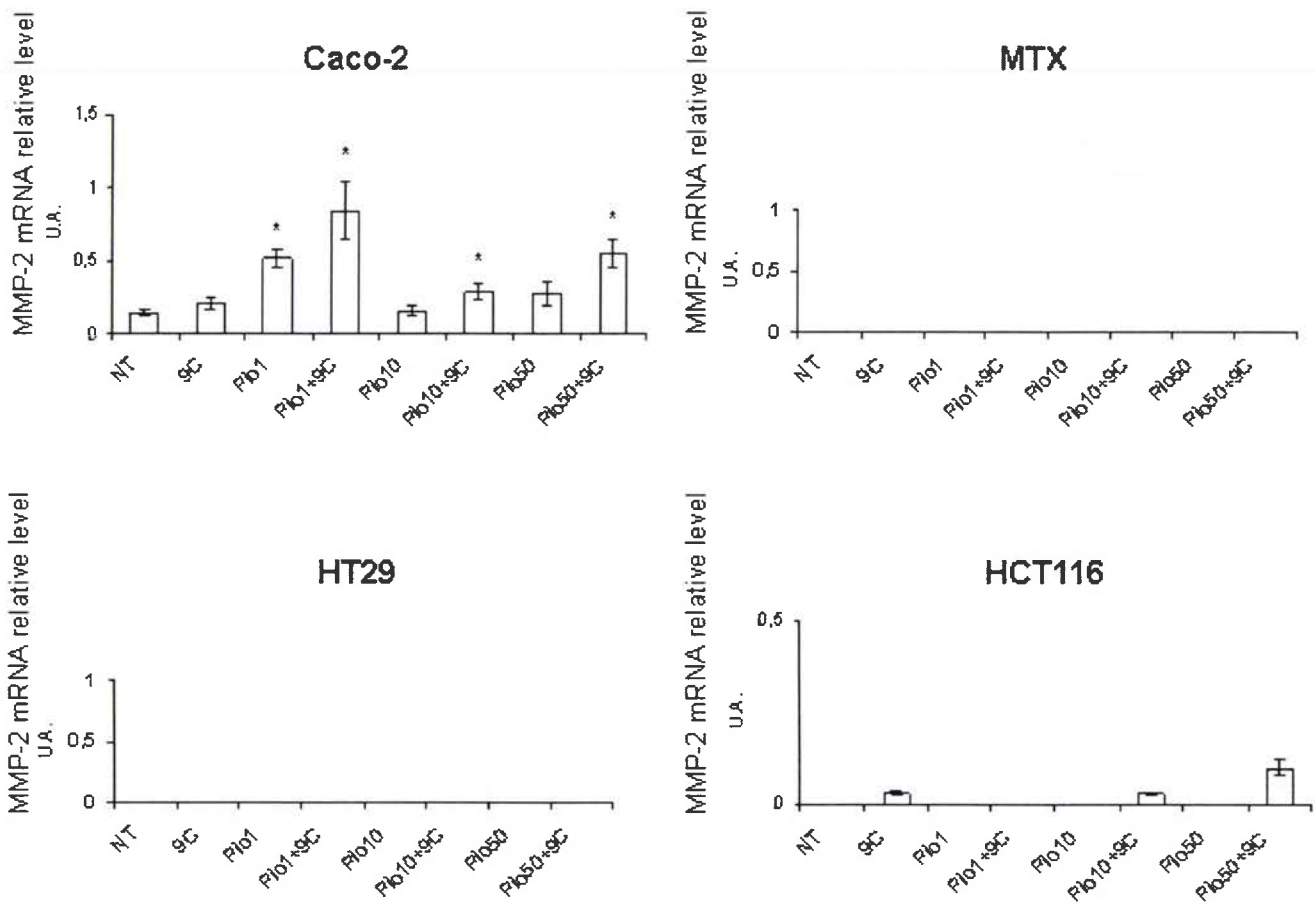 Caco-2
MMP-2 mRNA relative level
U.A.
1,5
1
0,5
0
*
*
*
*
NT
9C
Pio1
Pio1+9C
Pio10
Pio10+9C
Pio50
Pio50+9C
MTX
MMP-2 mRNA relative level
U.A.
1
0,5
0
NT
9C
Pio1
Pio1+9C
Pio10
Pio10+9C
Pio50
Pio50+9C
HT29
MMP-2 mRNA relative level
U.A.
1
0,5
0
NT
9C
Pio1
Pio1+9C
Pio10
Pio10+9C
Pio50
Pio50+9C
HCT116
MMP-2 mRNA relative level
U.A.
0,5
0
NT
9C
Pio1
Pio1+9C
Pio10
Pio10+9C
Pio50
Pio50+9C